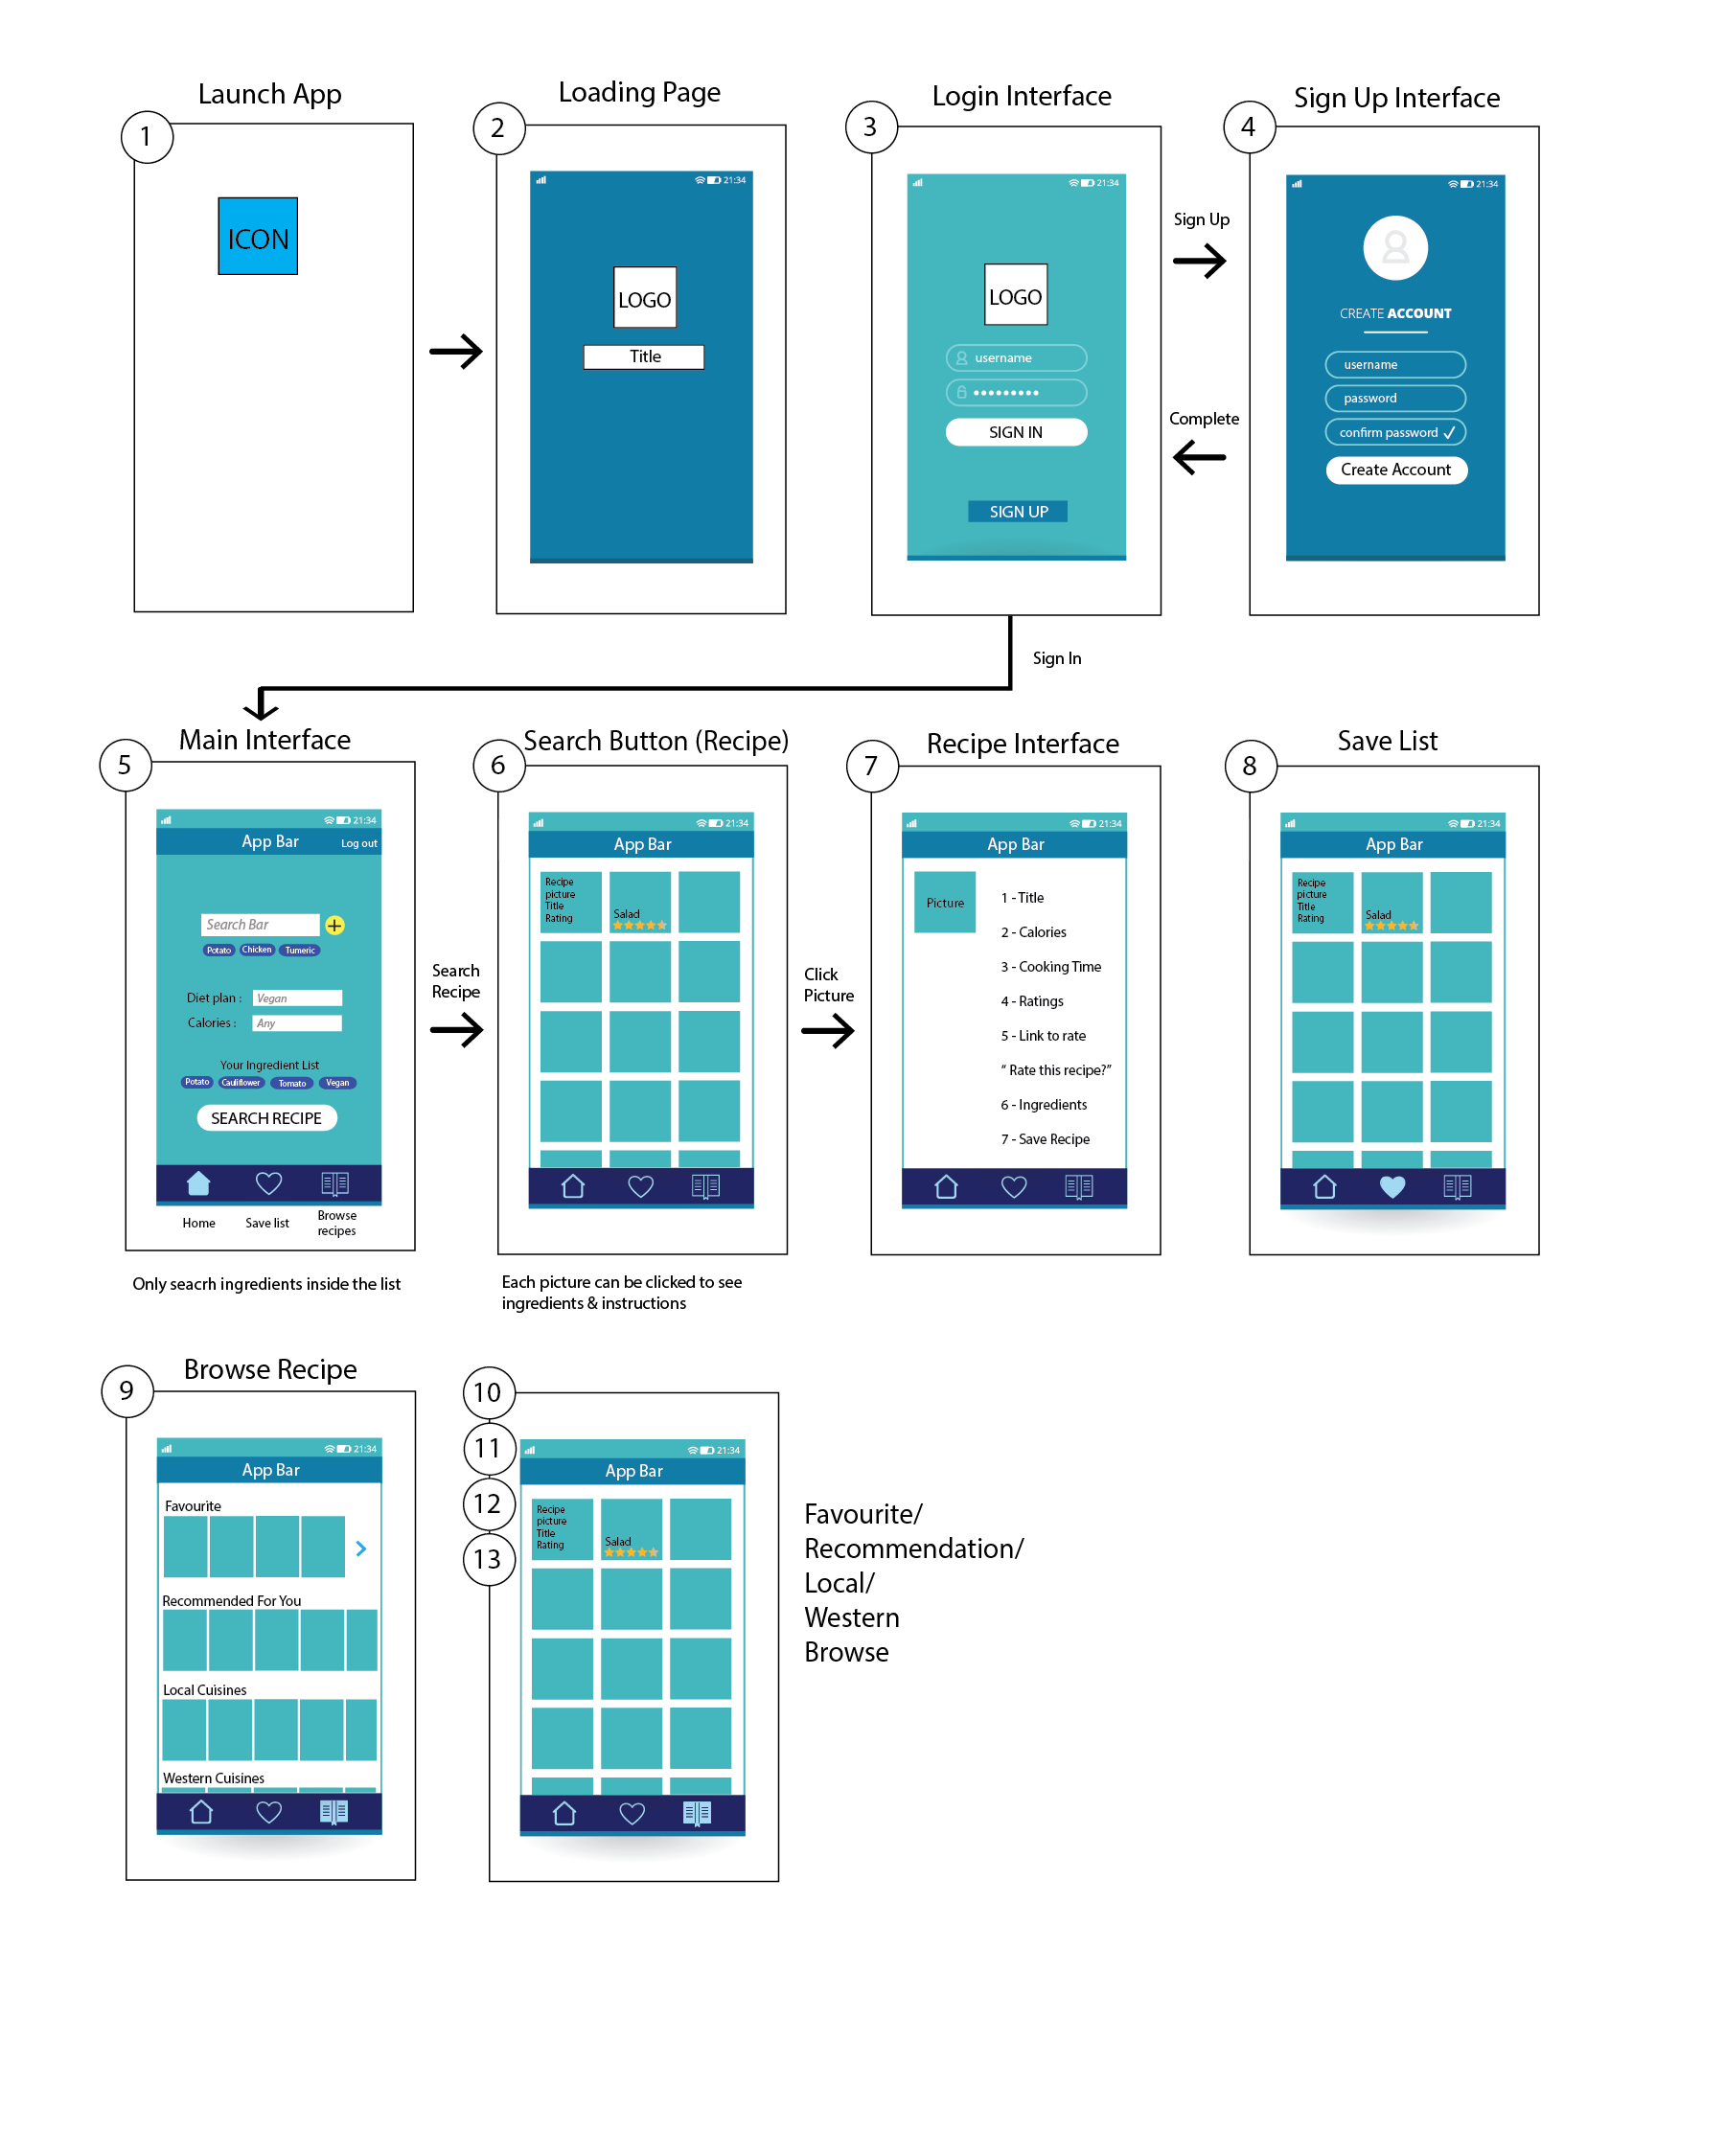 Launch App
1
ICON
Loading Page
2
21:34
LOGO
Title
Login Interface
3
21:34
LOGO
username
SIGN IN
SIGN UP
Sign Up
Complete
Sign Up Interface
4
21:34
CREATE ACCOUNT
username
password
confirm password
Create Account
Sign In
Main Interface
5
21:34
App Bar
Log out
Search Bar
Potato
Chicken
Tumeric
Diet plan :
Vegan
Calories :
Any
Your Ingredient List
Potato
Cauliflower
Tomato
Vegan
SEARCH RECIPE
Home
Save list
Browse
recipes
Only seacrh ingredients inside the list
Search
Recipe
Search Button (Recipe)
6
21:34
App Bar
Recipe
picture
Title
Rating
Salad
Each picture can be clicked to see
ingredients & instructions
Click
Picture
Recipe Interface
7
21:34
App Bar
Picture
1 - Title
2 - Calories
3 - Cooking Time
4 - Ratings
5 - Link to rate
“ Rate this recipe?”
6 - Ingredients
7 - Save Recipe
Save List
8
21:34
App Bar
Recipe
picture
Title
Rating
Salad
Browse Recipe
9
21:34
App Bar
Favourite
Recommended For You
Local Cuisines
Western Cuisines
10
11
12
13
21:34
App Bar
Recipe
picture
Title
Rating
Salad
Favourite/
Recommendation/
Local/
Western
Browse